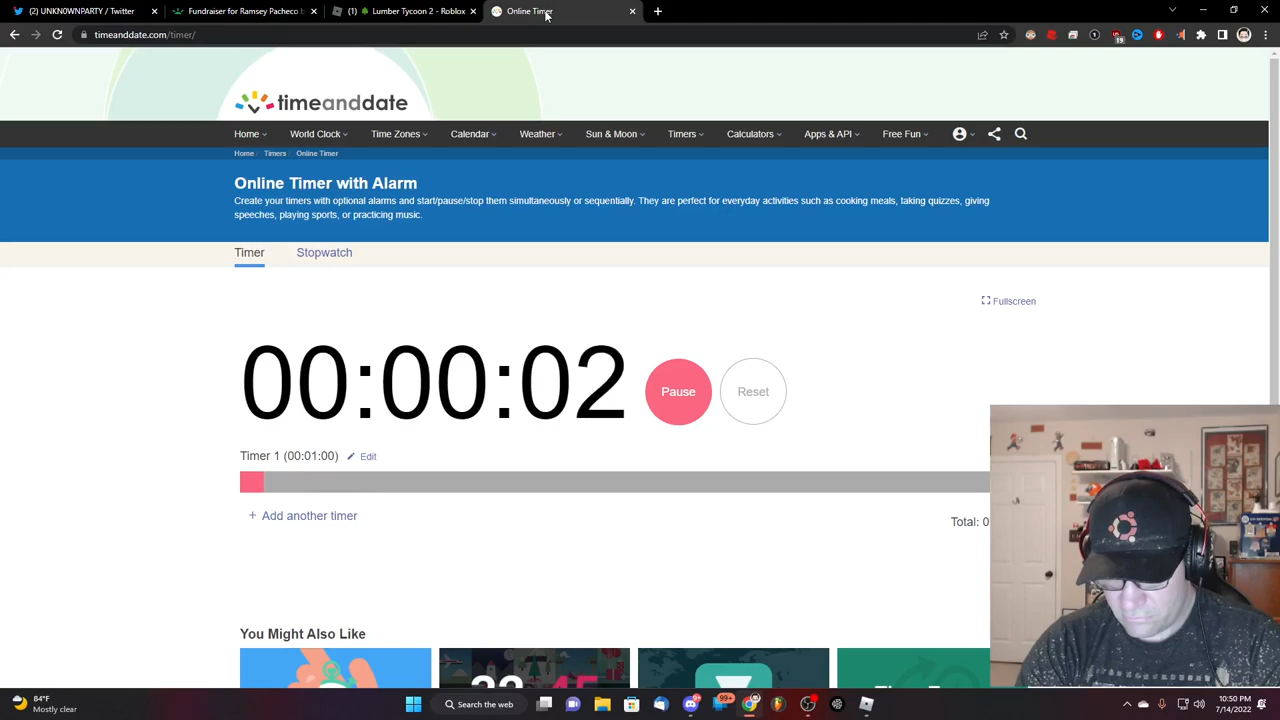 (2) UNKN0WNPARTY / Twitter
Fundraiser for Ramsey Pacheco b
(1) 🌲 Lumber Tycoon 2 - Roblox
Online Timer
timeanddate.com/timer/
19
timeanddate
Home
World Clock
Time Zones
Calendar
Weather
Sun & Moon
Timers
Calculators
Apps & API
Free Fun
Home
Timers
Online Timer
Online Timer with Alarm
Create your timers with optional alarms and start/pause/stop them simultaneously or sequentially. They are perfect for everyday activities such as cooking meals, taking quizzes, giving
speeches, playing sports, or practicing music.
Timer
Stopwatch
Fullscreen
00:00:02
Pause
Reset
Timer 1 (00:01:00)
Edit
+ Add another timer
Total: 0
You Might Also Like
84°F
Mostly clear
Search the web
9+
99+
10:50 PM
7/14/2022